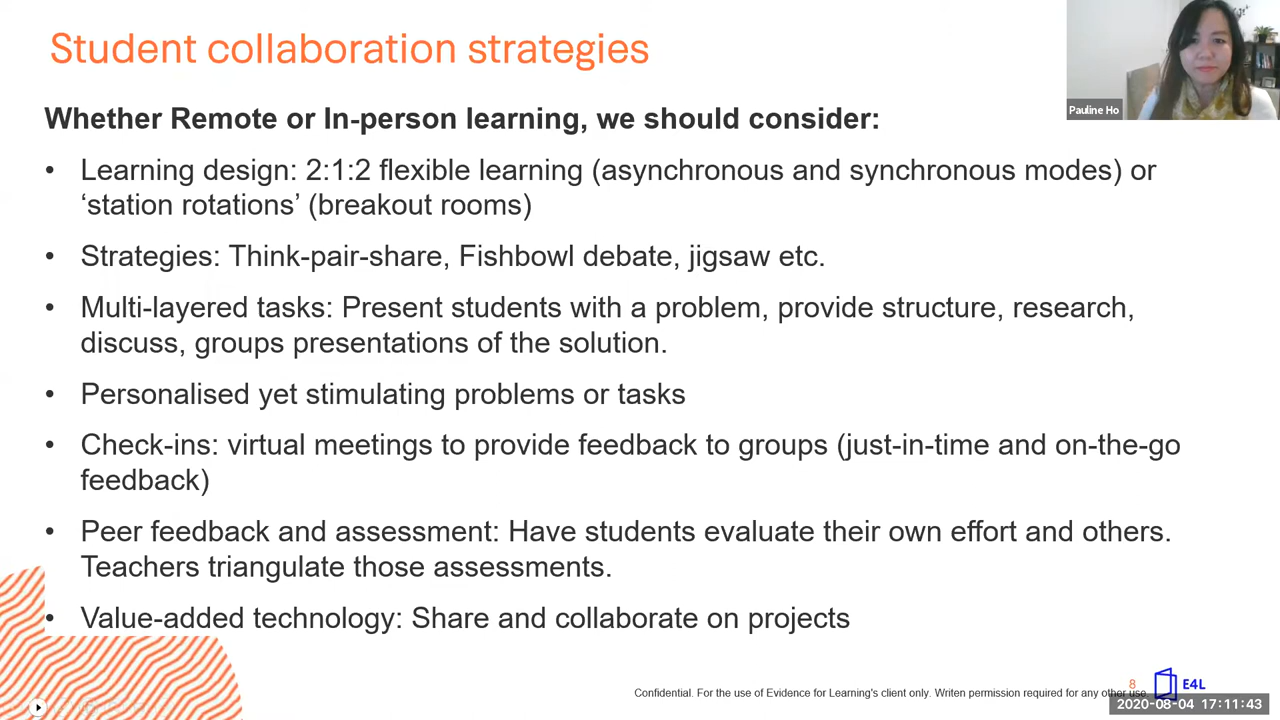 Student collaboration strategies
Pauline Ho
Whether Remote or In-person learning, we should consider:
• Learning design: 2:1:2 flexible learning (asynchronous and synchronous modes) or
‘station rotations’ (breakout rooms)
• Strategies: Think-pair-share, Fishbowl debate, jigsaw etc.
• Multi-layered tasks: Present students with a problem, provide structure, research,
discuss, groups presentations of the solution.
• Personalised yet stimulating problems or tasks
• Check-ins: virtual meetings to provide feedback to groups (just-in-time and on-the-go
feedback)
• Peer feedback and assessment: Have students evaluate their own effort and others.
Teachers triangulate those assessments.
• Value-added technology: Share and collaborate on projects
8
E4L
Confidential. For the use of Evidence for Learning's client only. Writen permission required for any other use.
2020-08-04 17:11:43